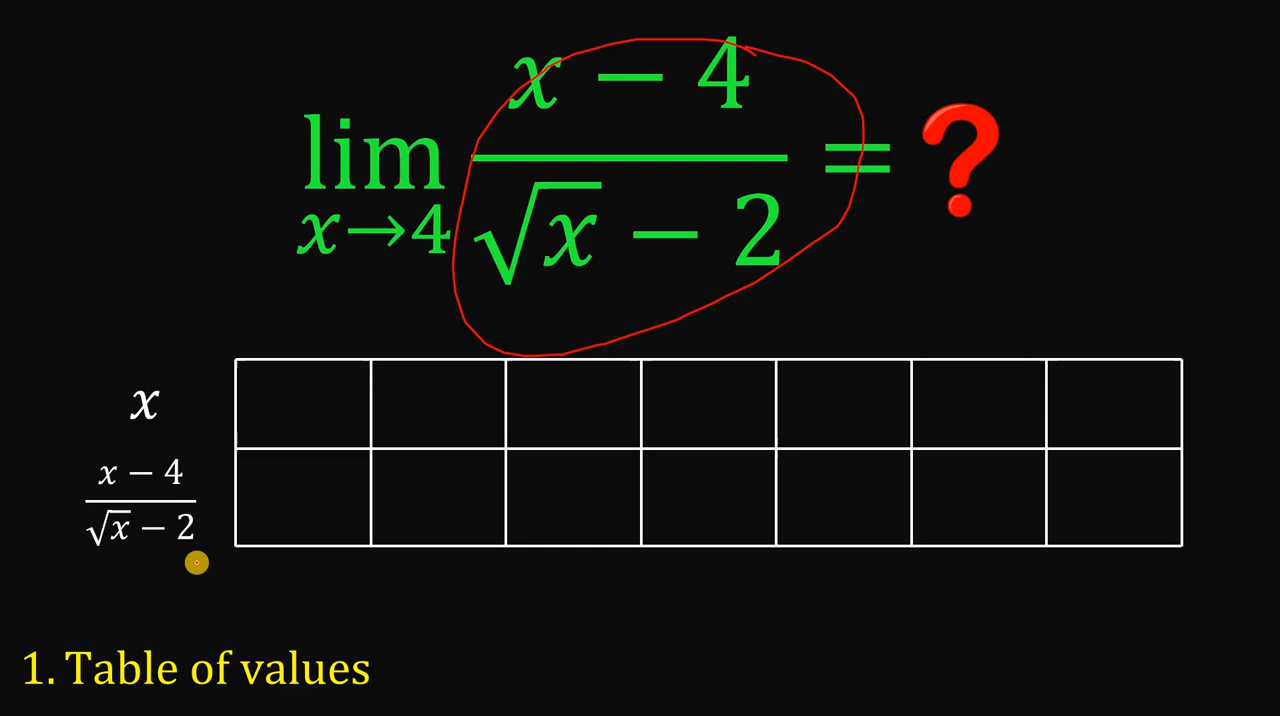 lim x→4 (x − 4)/(√x − 2) = ❓
x
(x − 4)/(√x − 2)
1. Table of values